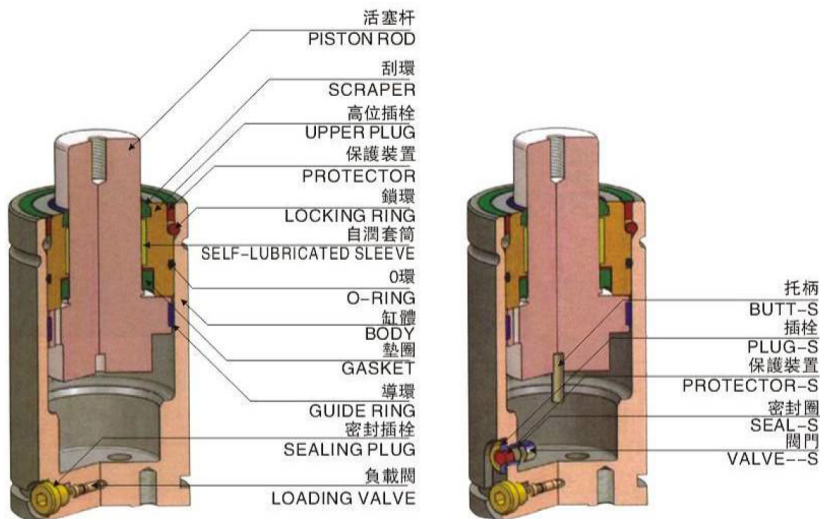 活塞杆
PISTON ROD
刮環
SCRAPER
高位插栓
UPPER PLUG
保護裝置
PROTECTOR
鎖環
LOCKING RING
自潤套筒
SELF-LUBRICATED SLEEVE
0環
O-RING
缸體
BODY
墊圈
GASKET
導環
GUIDE RING
密封插栓
SEALING PLUG
負載閥
LOADING VALVE
托柄
BUTT-S
插栓
PLUG-S
保護裝置
PROTECTOR-S
密封圈
SEAL-S
閥門
VALVE--S